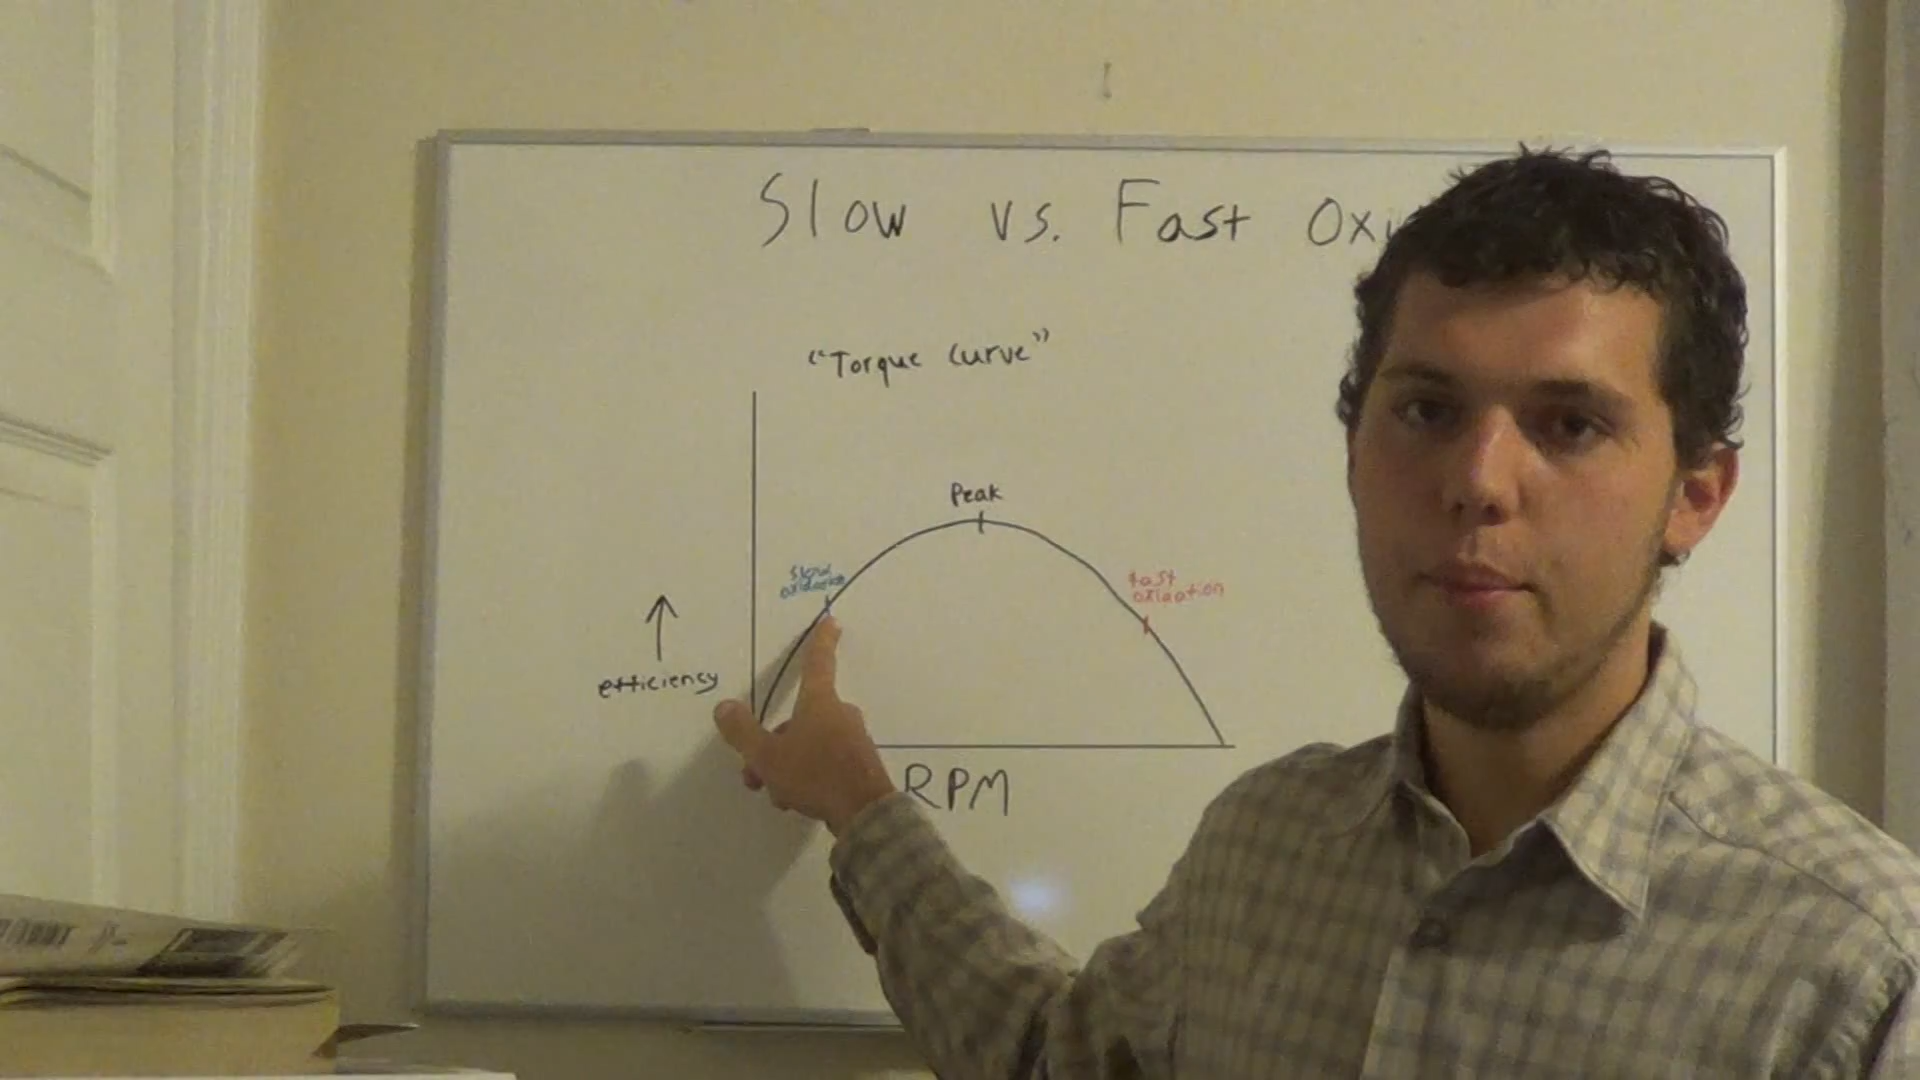 Slow vs. Fast Oxi
"Torque Curve"
Peak
slow
oxidation
fast
oxidation
efficiency
RPM